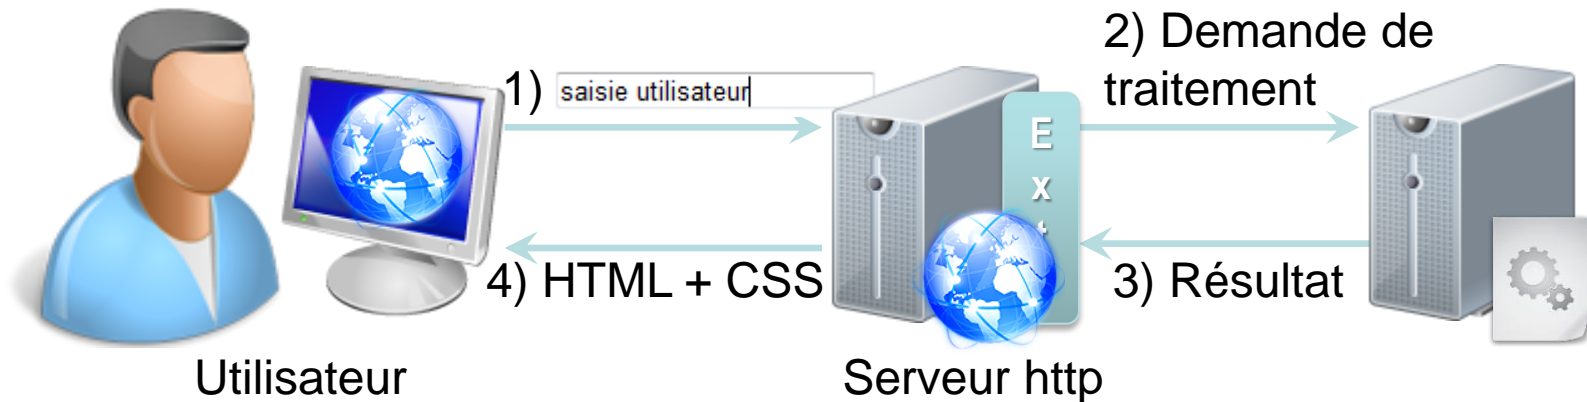 2) Demande de
traitement
1) saisie utilisateur
E
x
4) HTML + CSS
3) Résultat
Utilisateur
Serveur http